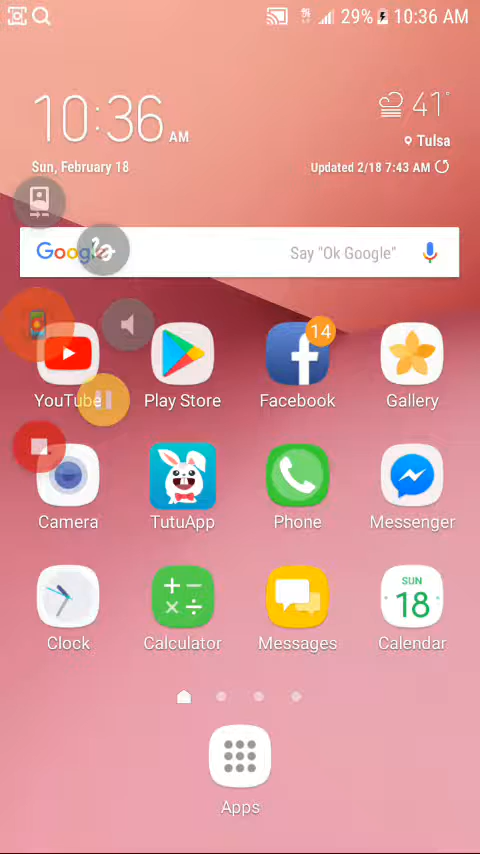 29% 10:36 AM
10:36 AM
41°
Tulsa
Sun, February 18
Updated 2/18 7:43 AM
Google
Say "Ok Google"
14
YouTube
Play Store
Facebook
Gallery
Camera
TutuApp
Phone
Messenger
SUN
18
Clock
Calculator
Messages
Calendar
Apps